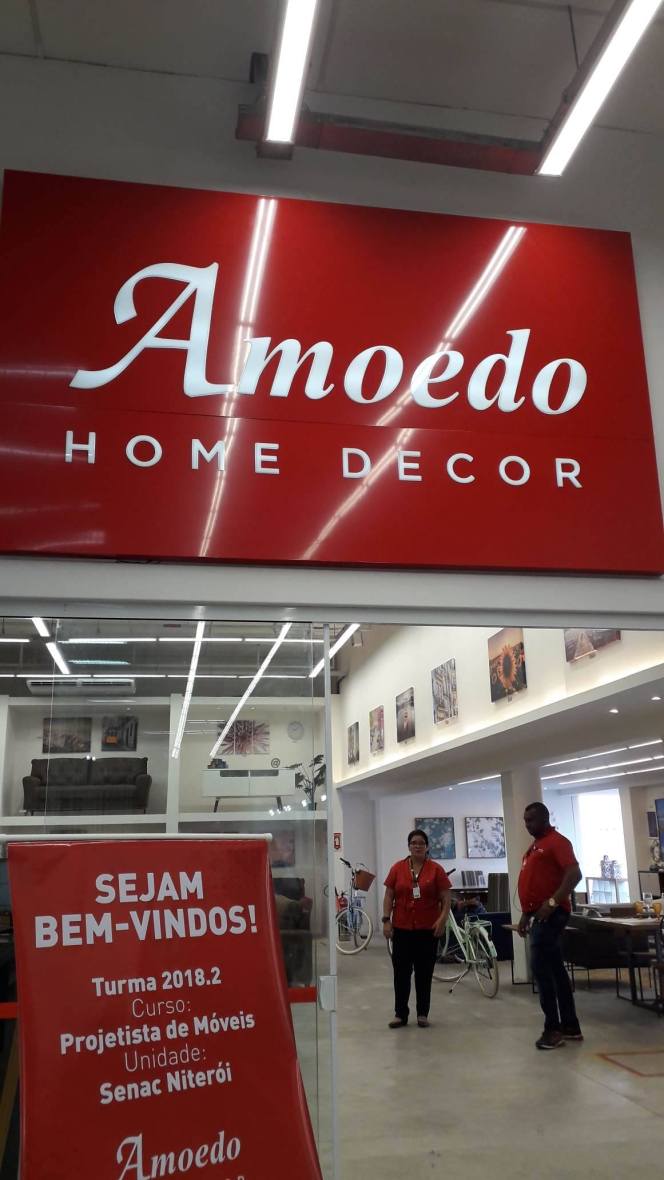 Amoedo
HOME DECOR
SEJAM
BEM-VINDOS!
Turma 2018.2
Curso:
Projetista de Móveis
Unidade:
Senac Niterói
Amoedo